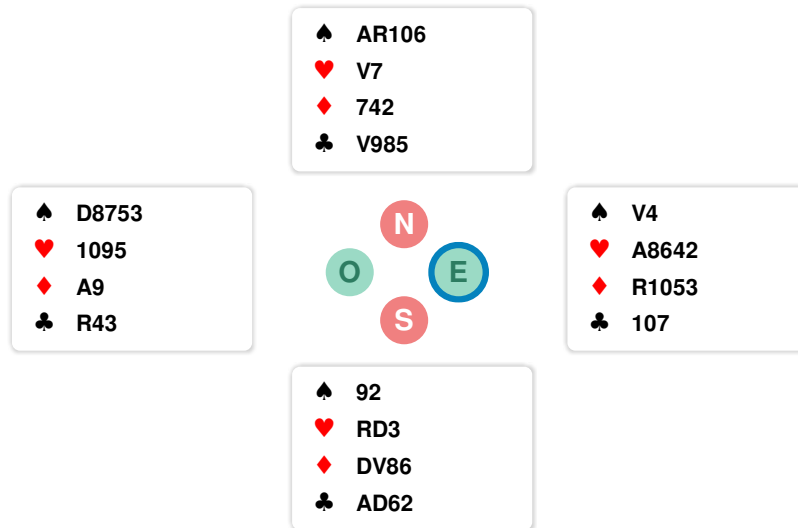 ♠ AR106
♥ V7
♦ 742
♣ V985
♠ D8753
♥ 1095
♦ A9
♣ R43
N
O E
S
♠ V4
♥ A8642
♦ R1053
♣ 107
♠ 92
♥ RD3
♦ DV86
♣ AD62